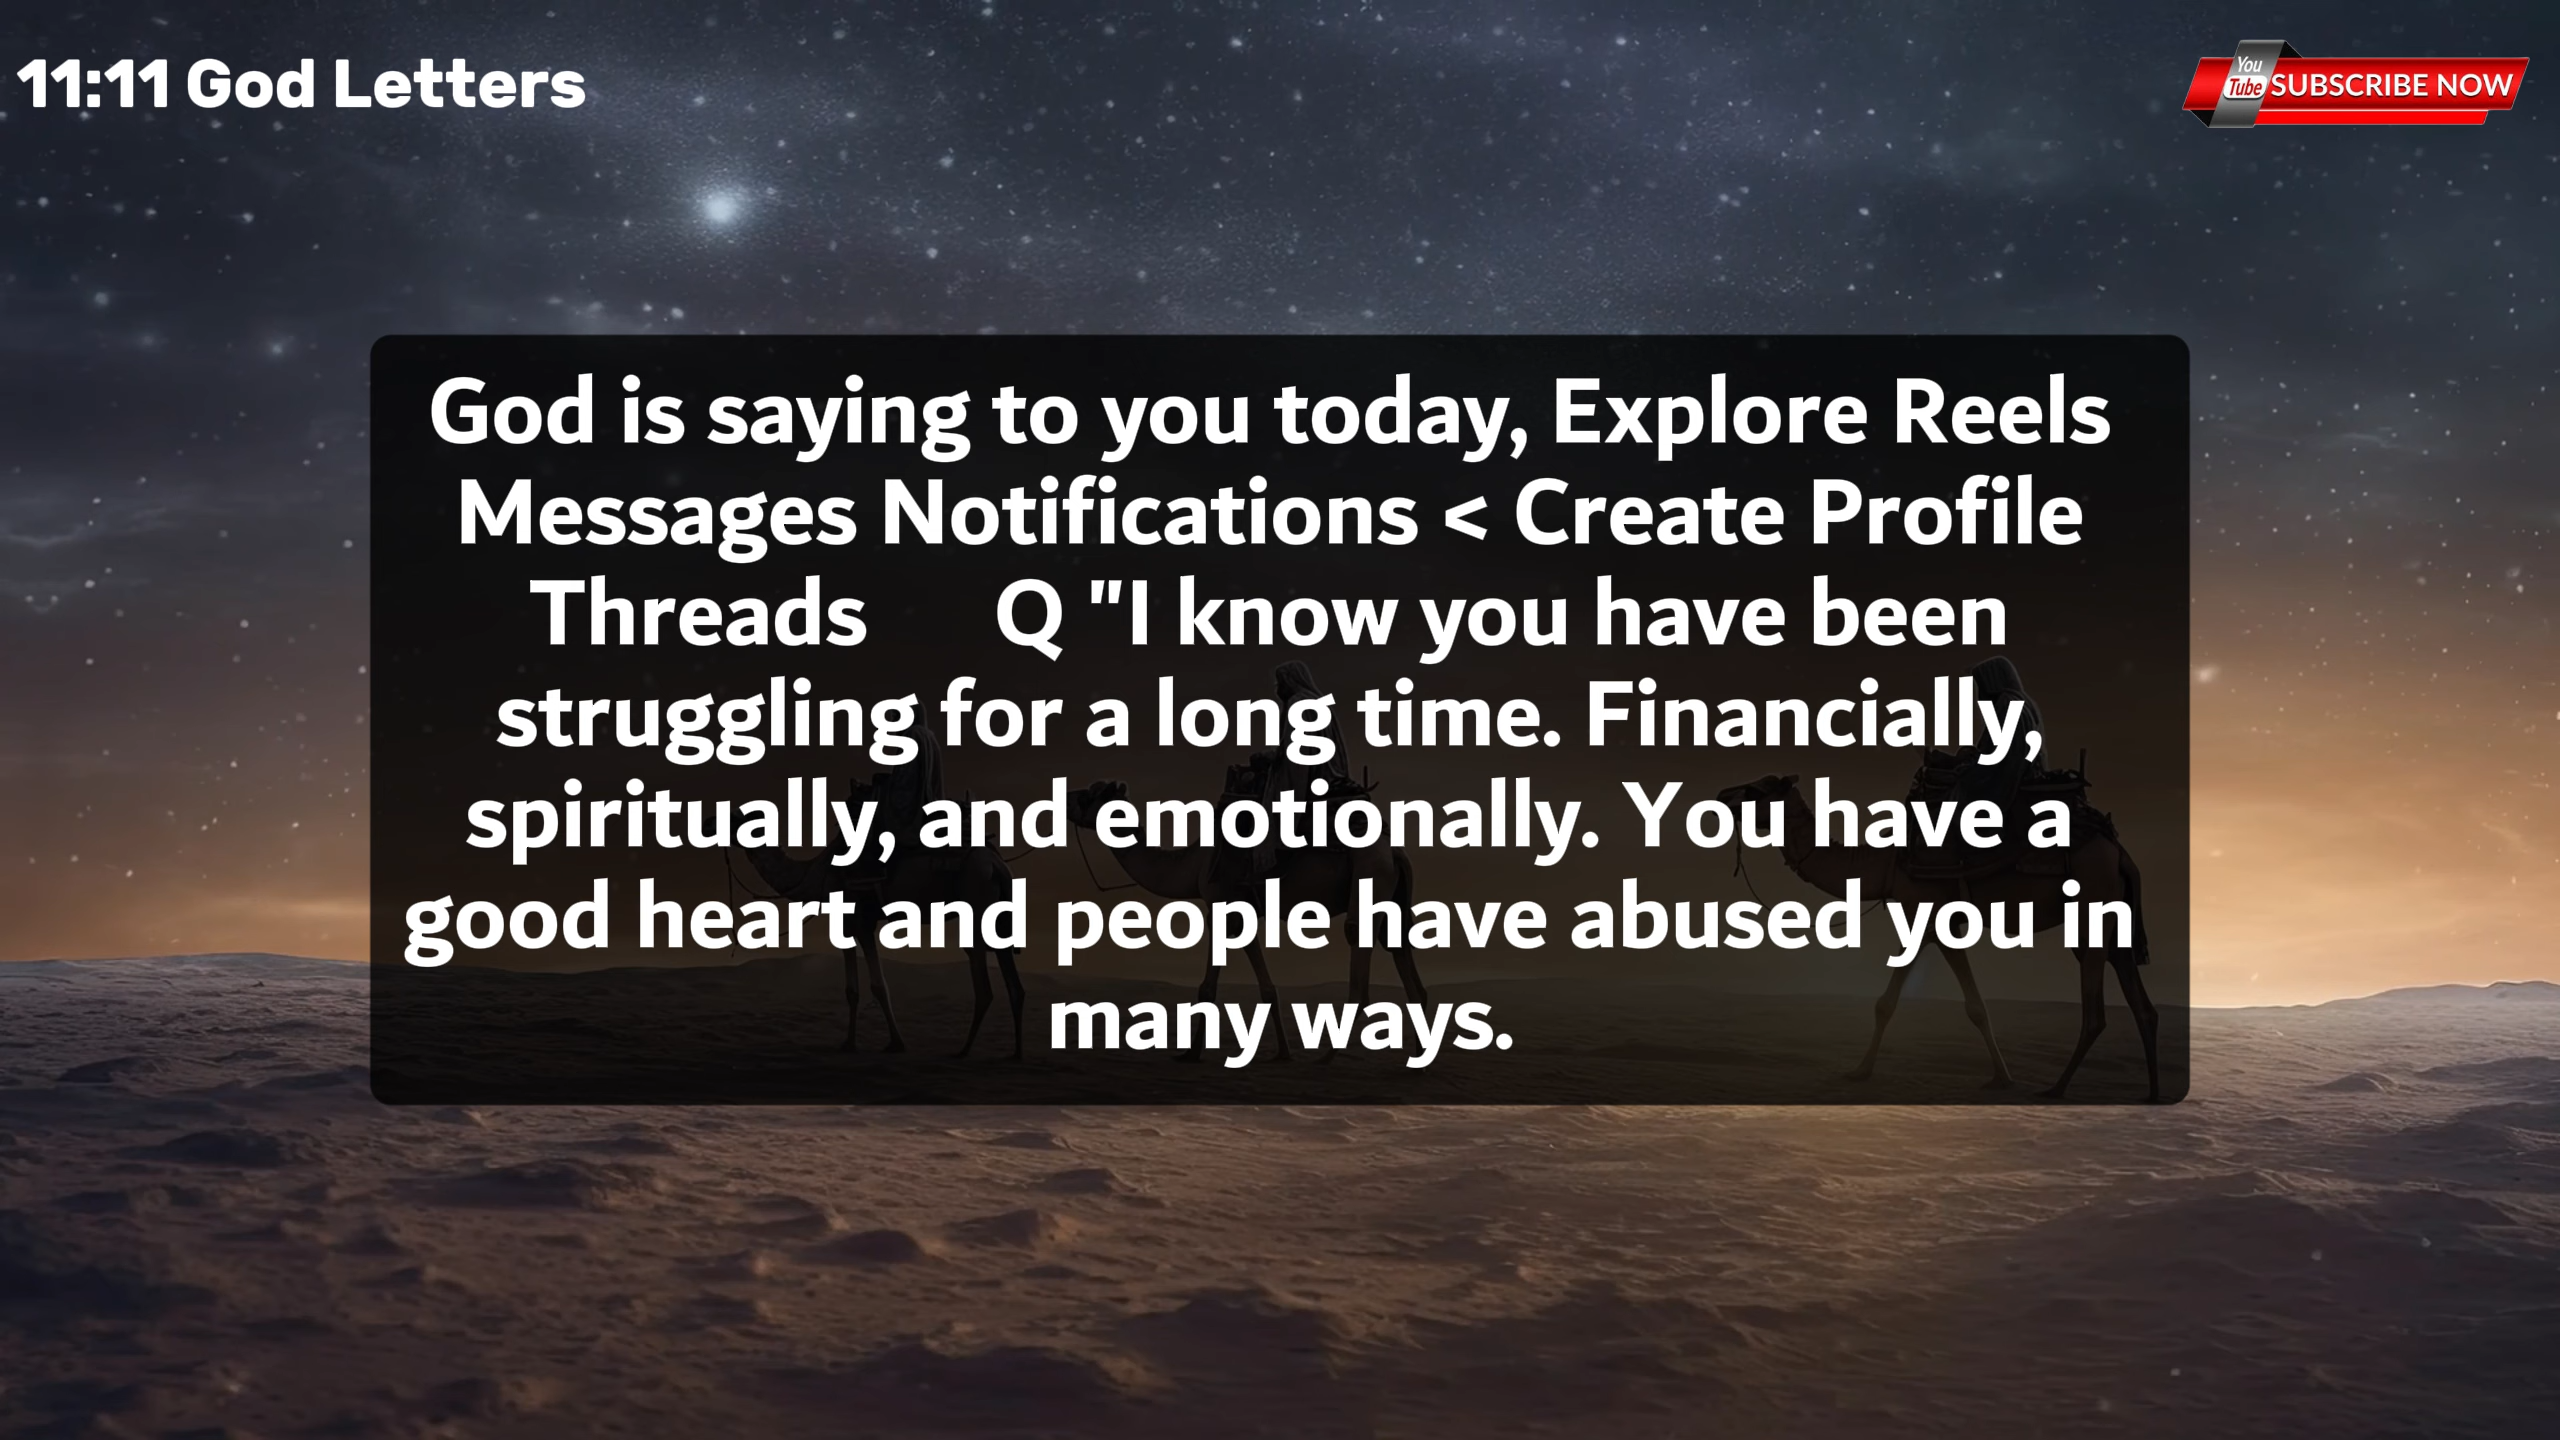 11:11 God Letters
You
Tube
SUBSCRIBE NOW
God is saying to you today, Explore Reels
Messages Notifications < Create Profile
Threads Q "I know you have been
struggling for a long time. Financially,
spiritually, and emotionally. You have a
good heart and people have abused you in
many ways.